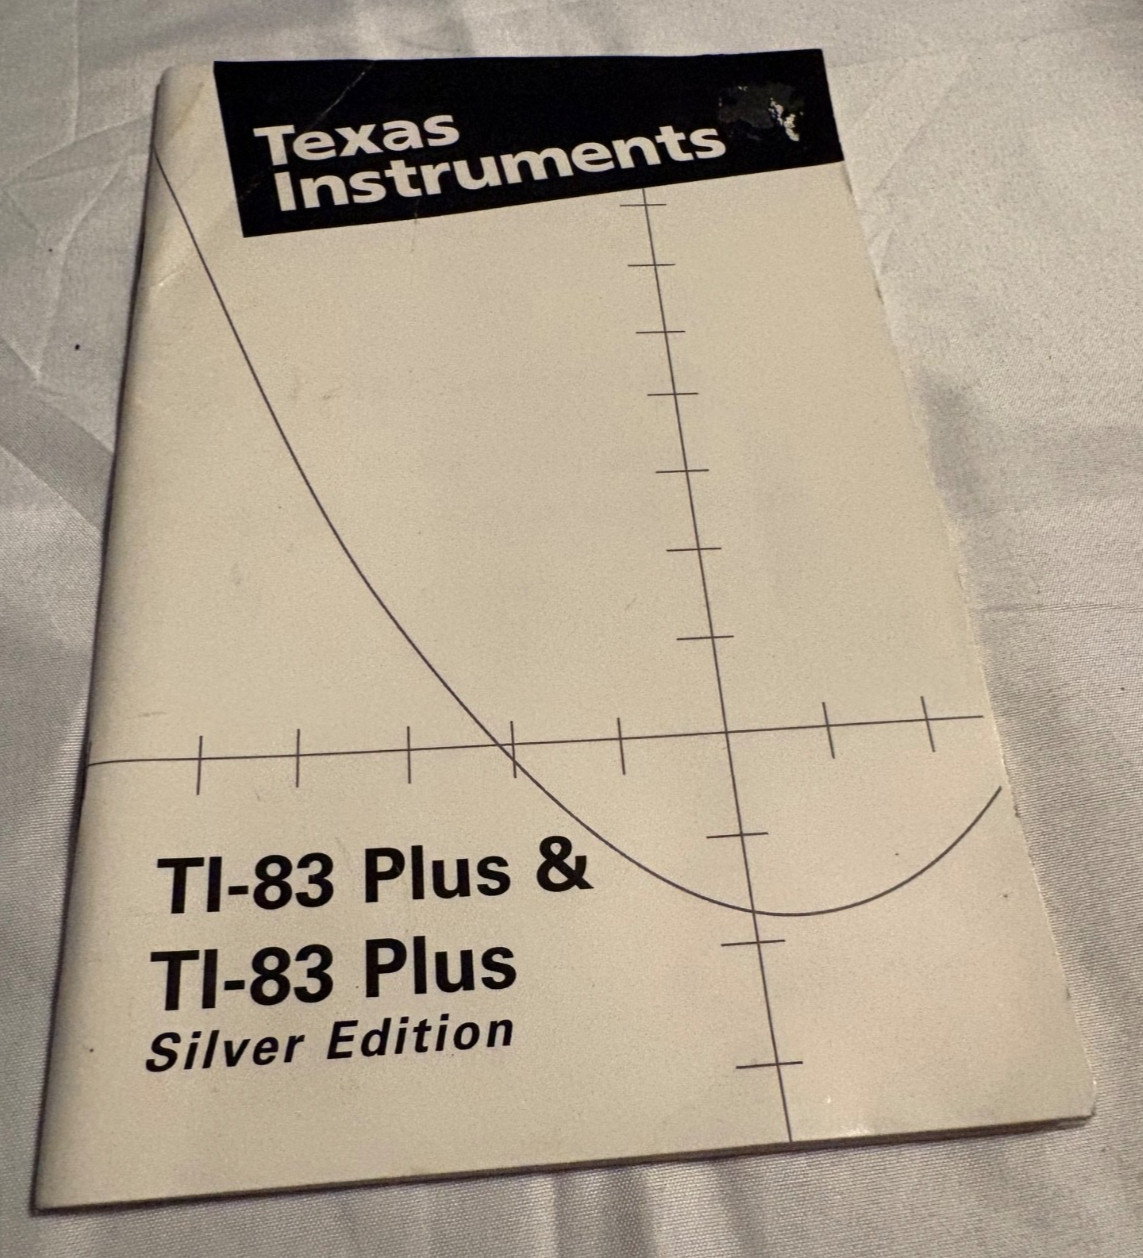 Texas
Instruments
TI-83 Plus &
TI-83 Plus
Silver Edition